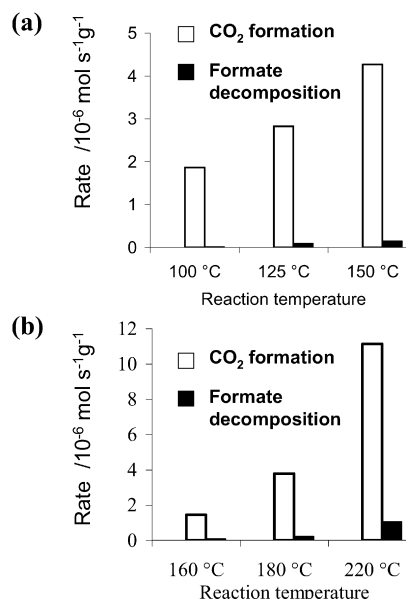 (a)
CO₂ formation
Formate
decomposition
Rate /10⁻⁶ mol s⁻¹g⁻¹
5
4
3
2
1
0
100 °C 125 °C 150 °C
Reaction temperature
(b)
CO₂ formation
Formate
decomposition
Rate /10⁻⁶ mol s⁻¹g⁻¹
12
10
8
6
4
2
0
160 °C 180 °C 220 °C
Reaction temperature